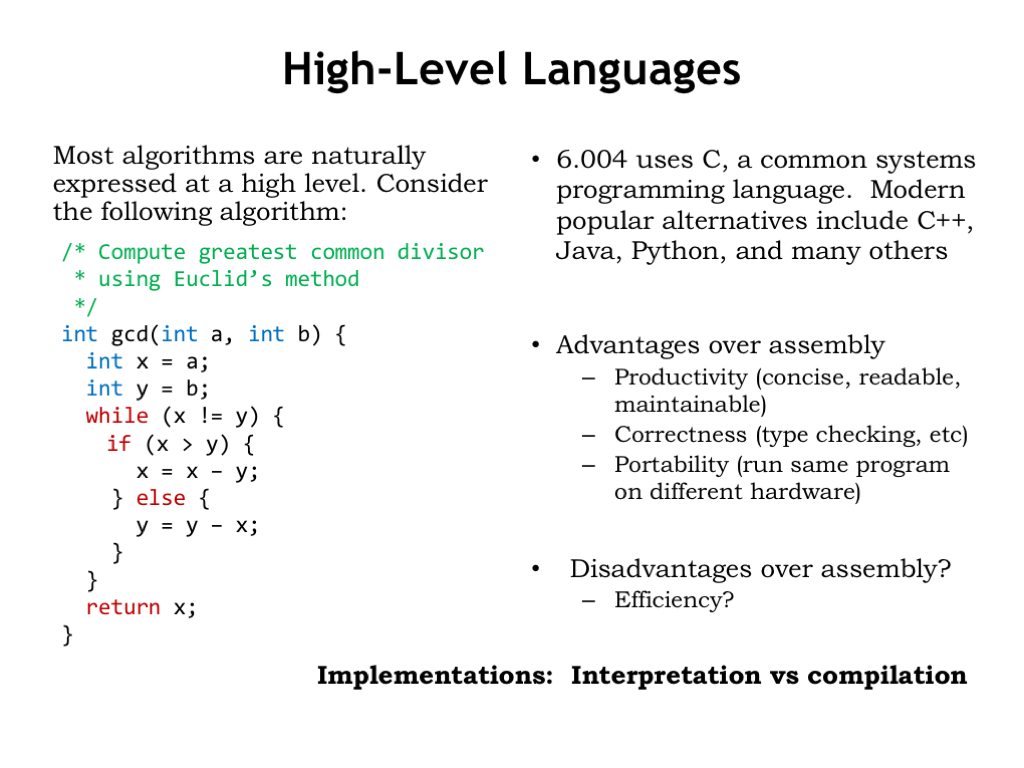 High-Level Languages
Most algorithms are naturally
expressed at a high level. Consider
the following algorithm:
/* Compute greatest common divisor
 * using Euclid’s method
 */
int gcd(int a, int b) {
  int x = a;
  int y = b;
  while (x != y) {
    if (x > y) {
      x = x – y;
    } else {
      y = y – x;
    }
  }
  return x;
}
• 6.004 uses C, a common systems
programming language.  Modern
popular alternatives include C++,
Java, Python, and many others
• Advantages over assembly
– Productivity (concise, readable,
maintainable)
– Correctness (type checking, etc)
– Portability (run same program
on different hardware)
• Disadvantages over assembly?
– Efficiency?
Implementations:  Interpretation vs compilation